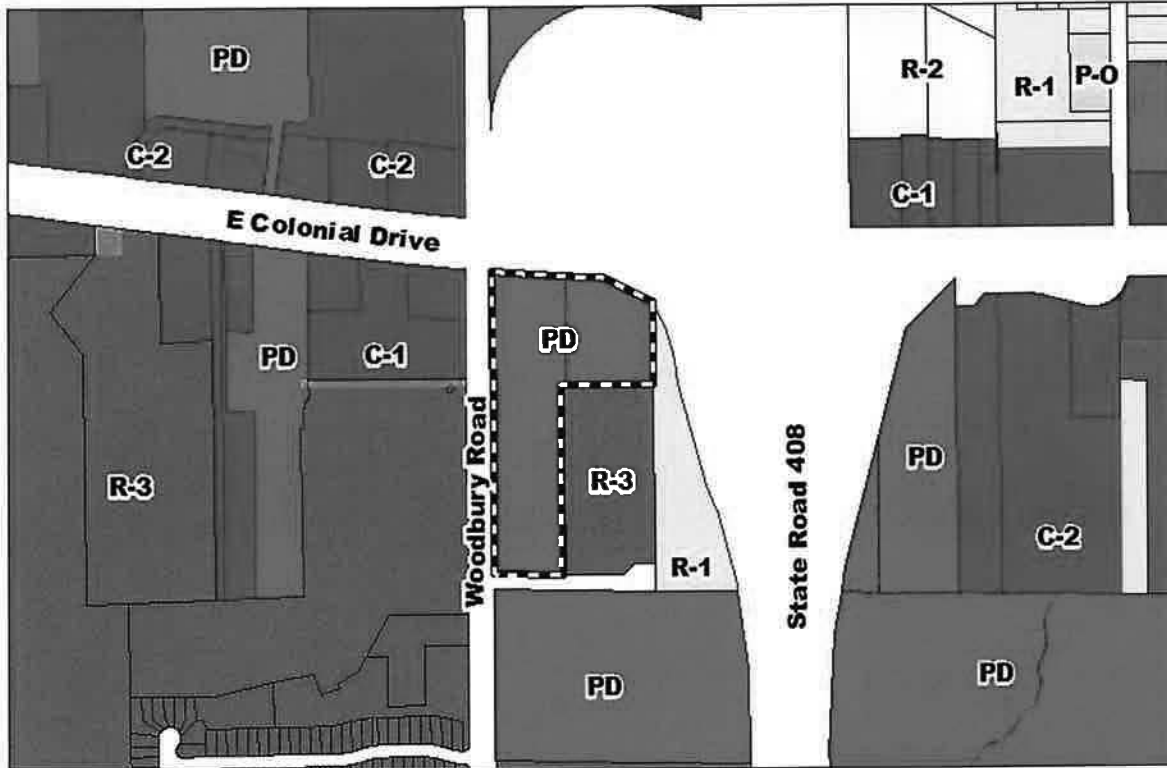 PD
R-2
R-1
P-O
C-2
C-2
C-1
E Colonial Drive
PD
PD
C-1
Woodbury Road
R-3
R-3
PD
C-2
R-1
State Road 408
PD
PD